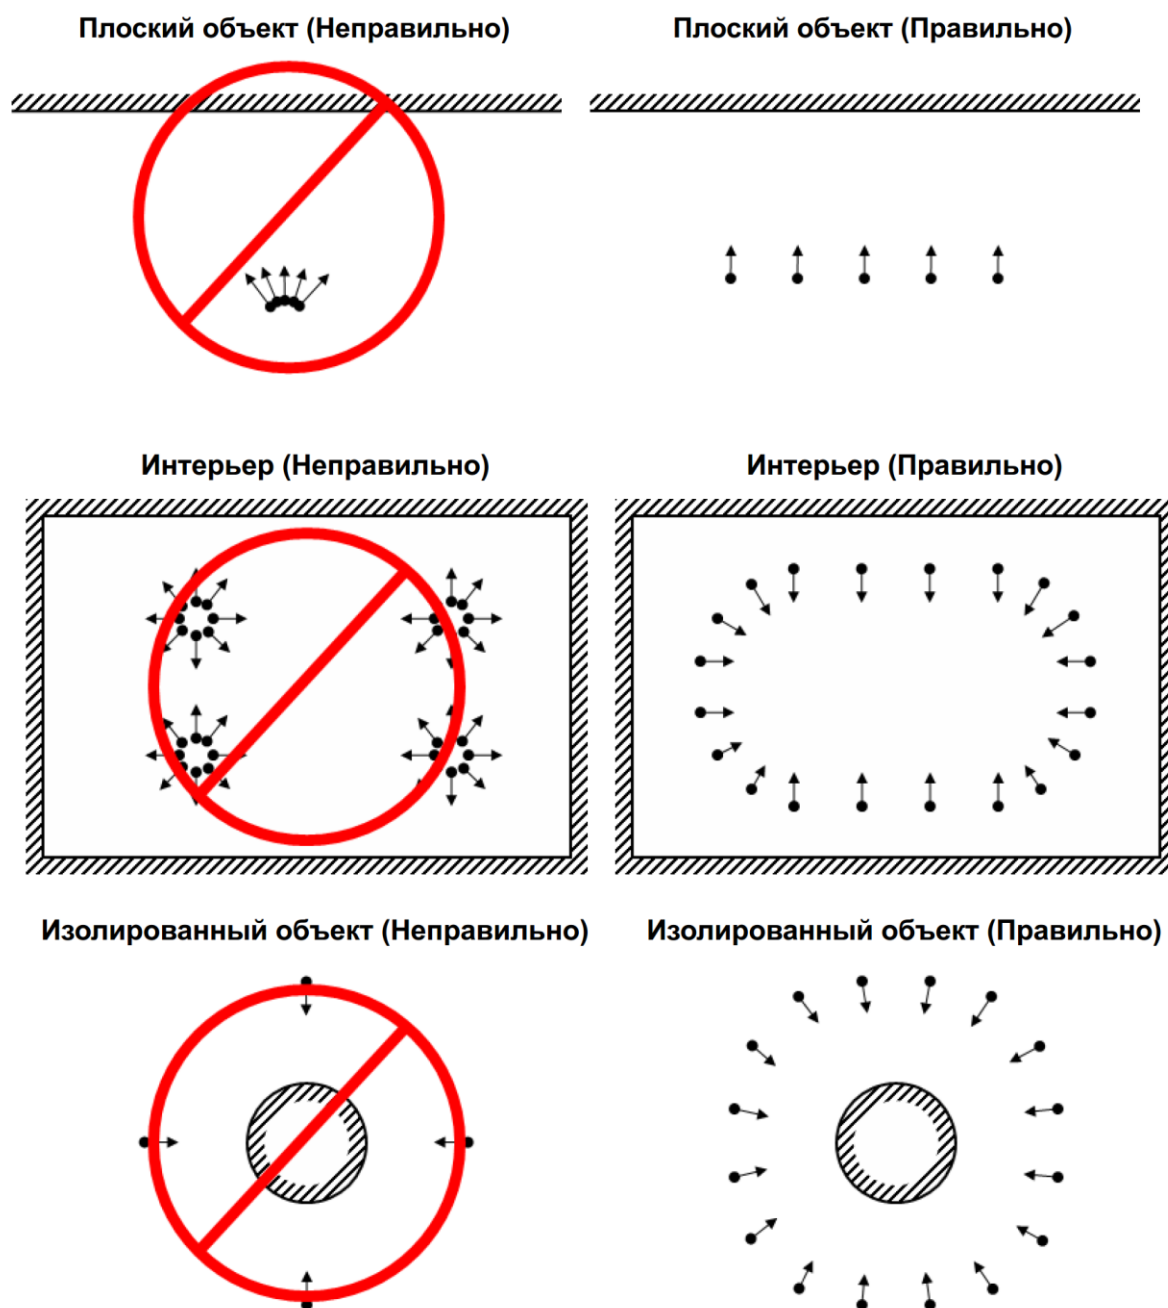 Плоский объект (Неправильно)
Плоский объект (Правильно)
Интерьер (Неправильно)
Интерьер (Правильно)
Изолированный объект (Неправильно)
Изолированный объект (Правильно)